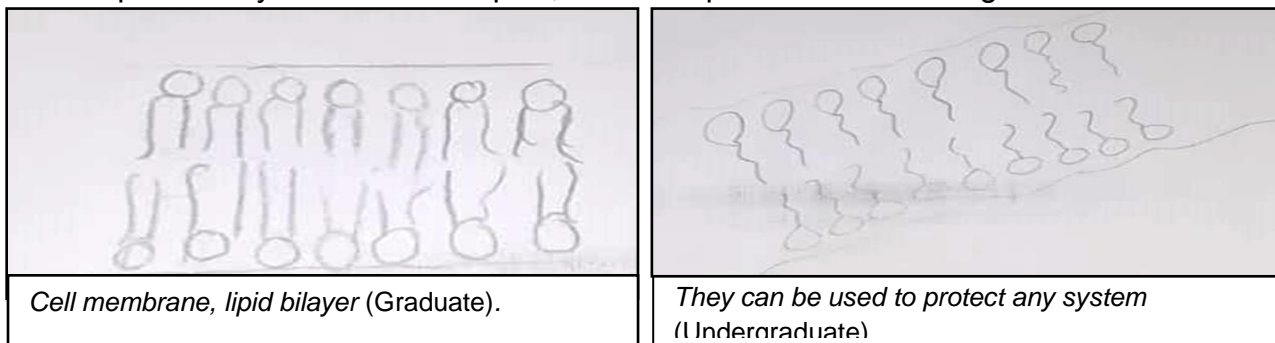 Cell membrane, lipid bilayer (Graduate).
They can be used to protect any system
(Undergraduate)